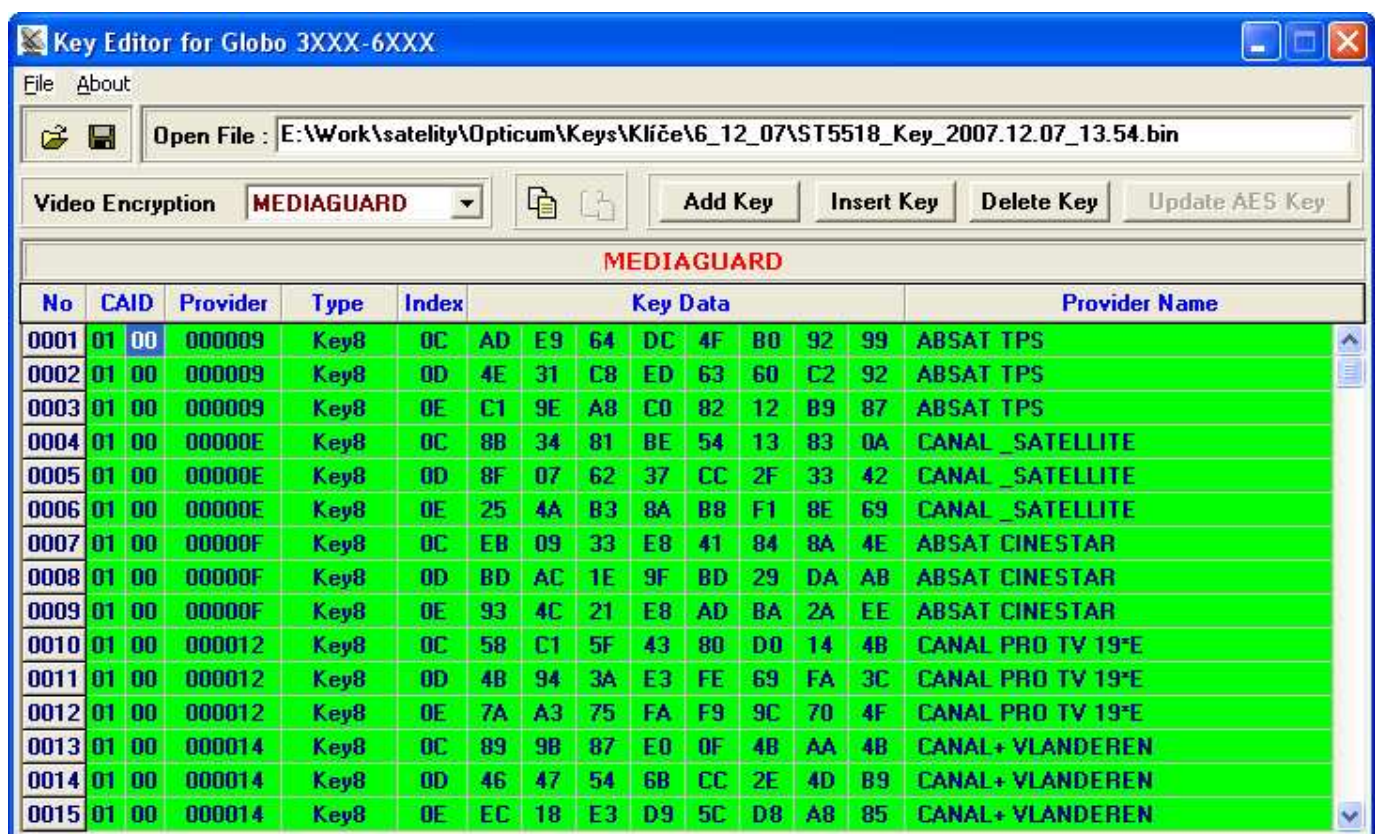 Key Editor for Globo 3XXX-6XXX
File About
Open File : E:\Work\satelity\Opticum\Keys\Klíče\6_12_07\ST5518_Key_2007.12.07_13.54.bin
Video Encryption MEDIAGUARD Add Key Insert Key Delete Key Update AES Key
MEDIAGUARD
No CAID Provider Type Index Key Data Provider Name
0001 01 00 000009 Key8 0C AD E9 64 DC 4F B0 92 99 ABSAT TPS
0002 01 00 000009 Key8 0D 4E 31 C8 ED 63 60 C2 92 ABSAT TPS
0003 01 00 000009 Key8 0E C1 9E A8 C0 82 12 B9 87 ABSAT TPS
0004 01 00 00000E Key8 0C 8B 34 81 BE 54 13 83 0A CANAL _SATELLITE
0005 01 00 00000E Key8 0D 8F 07 62 37 CC 2F 33 42 CANAL _SATELLITE
0006 01 00 00000E Key8 0E 25 4A B3 8A B8 F1 8E 69 CANAL _SATELLITE
0007 01 00 00000F Key8 0C EB 09 33 E8 41 84 8A 4E ABSAT CINESTAR
0008 01 00 00000F Key8 0D BD AC 1E 9F BD 29 DA AB ABSAT CINESTAR
0009 01 00 00000F Key8 0E 93 4C 21 E8 AD BA 2A EE ABSAT CINESTAR
0010 01 00 000012 Key8 0C 58 C1 5F 43 80 D0 14 4B CANAL PRO TV 19*E
0011 01 00 000012 Key8 0D 4B 94 3A E3 FE 69 FA 3C CANAL PRO TV 19*E
0012 01 00 000012 Key8 0E 7A A3 75 FA F9 9C 70 4F CANAL PRO TV 19*E
0013 01 00 000014 Key8 0C 89 9B 87 E0 0F 4B AA 4B CANAL+ VLANDEREN
0014 01 00 000014 Key8 0D 46 47 54 6B CC 2E 4D B9 CANAL+ VLANDEREN
0015 01 00 000014 Key8 0E EC 18 E3 D9 5C D8 A8 85 CANAL+ VLANDEREN